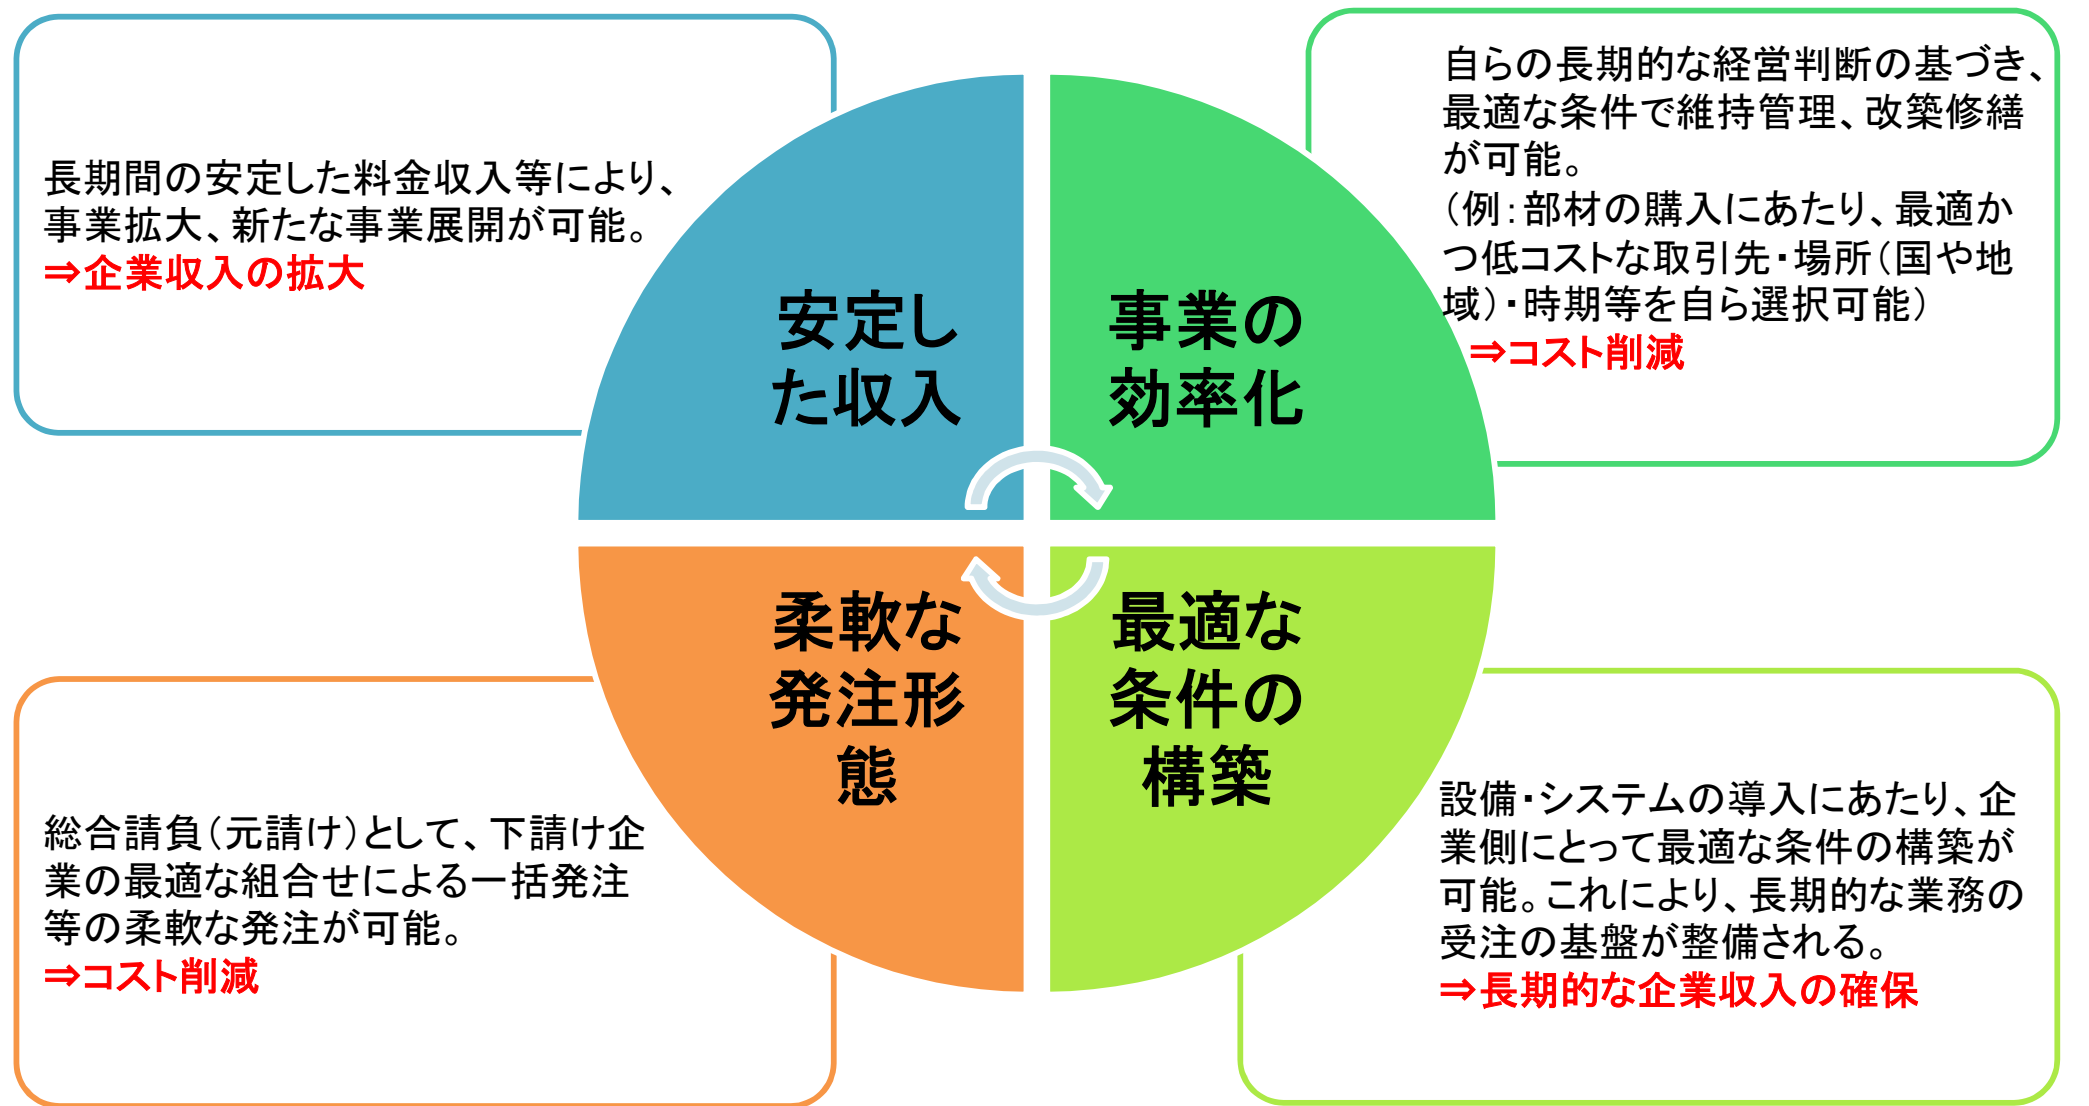 長期間の安定した料金収入等により、
事業拡大、新たな事業展開が可能。
⇒企業収入の拡大
自らの長期的な経営判断の基づき、
最適な条件で維持管理、改築修繕
が可能。
（例：部材の購入にあたり、最適か
つ低コストな取引先・場所（国や地
域）・時期等を自ら選択可能）
⇒コスト削減
安定し
た収入
事業の
効率化
柔軟な
発注形
態
最適な
条件の
構築
総合請負（元請け）として、下請け企
業の最適な組合せによる一括発注
等の柔軟な発注が可能。
⇒コスト削減
設備・システムの導入にあたり、企
業側にとって最適な条件の構築が
可能。これにより、長期的な業務の
受注の基盤が整備される。
⇒長期的な企業収入の確保